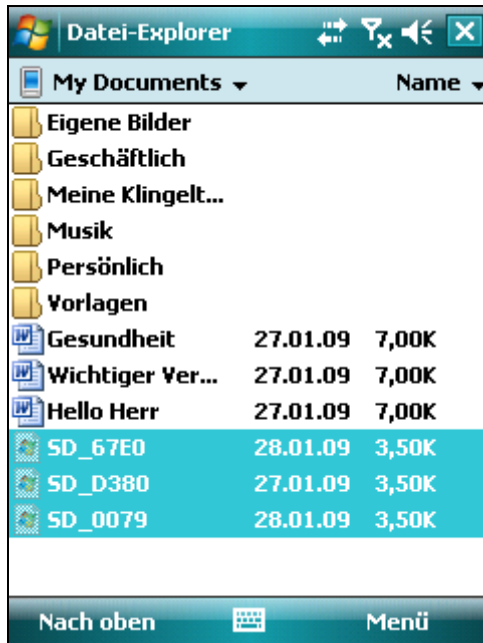 Datei-Explorer
My Documents Name
Eigene Bilder
Geschäftlich
Meine Klingelt...
Musik
Persönlich
Vorlagen
Gesundheit 27.01.09 7,00K
Wichtiger Ver... 27.01.09 7,00K
Hello Herr 27.01.09 7,00K
SD_67E0 28.01.09 3,50K
SD_D380 27.01.09 3,50K
SD_0079 28.01.09 3,50K
Nach oben Menü